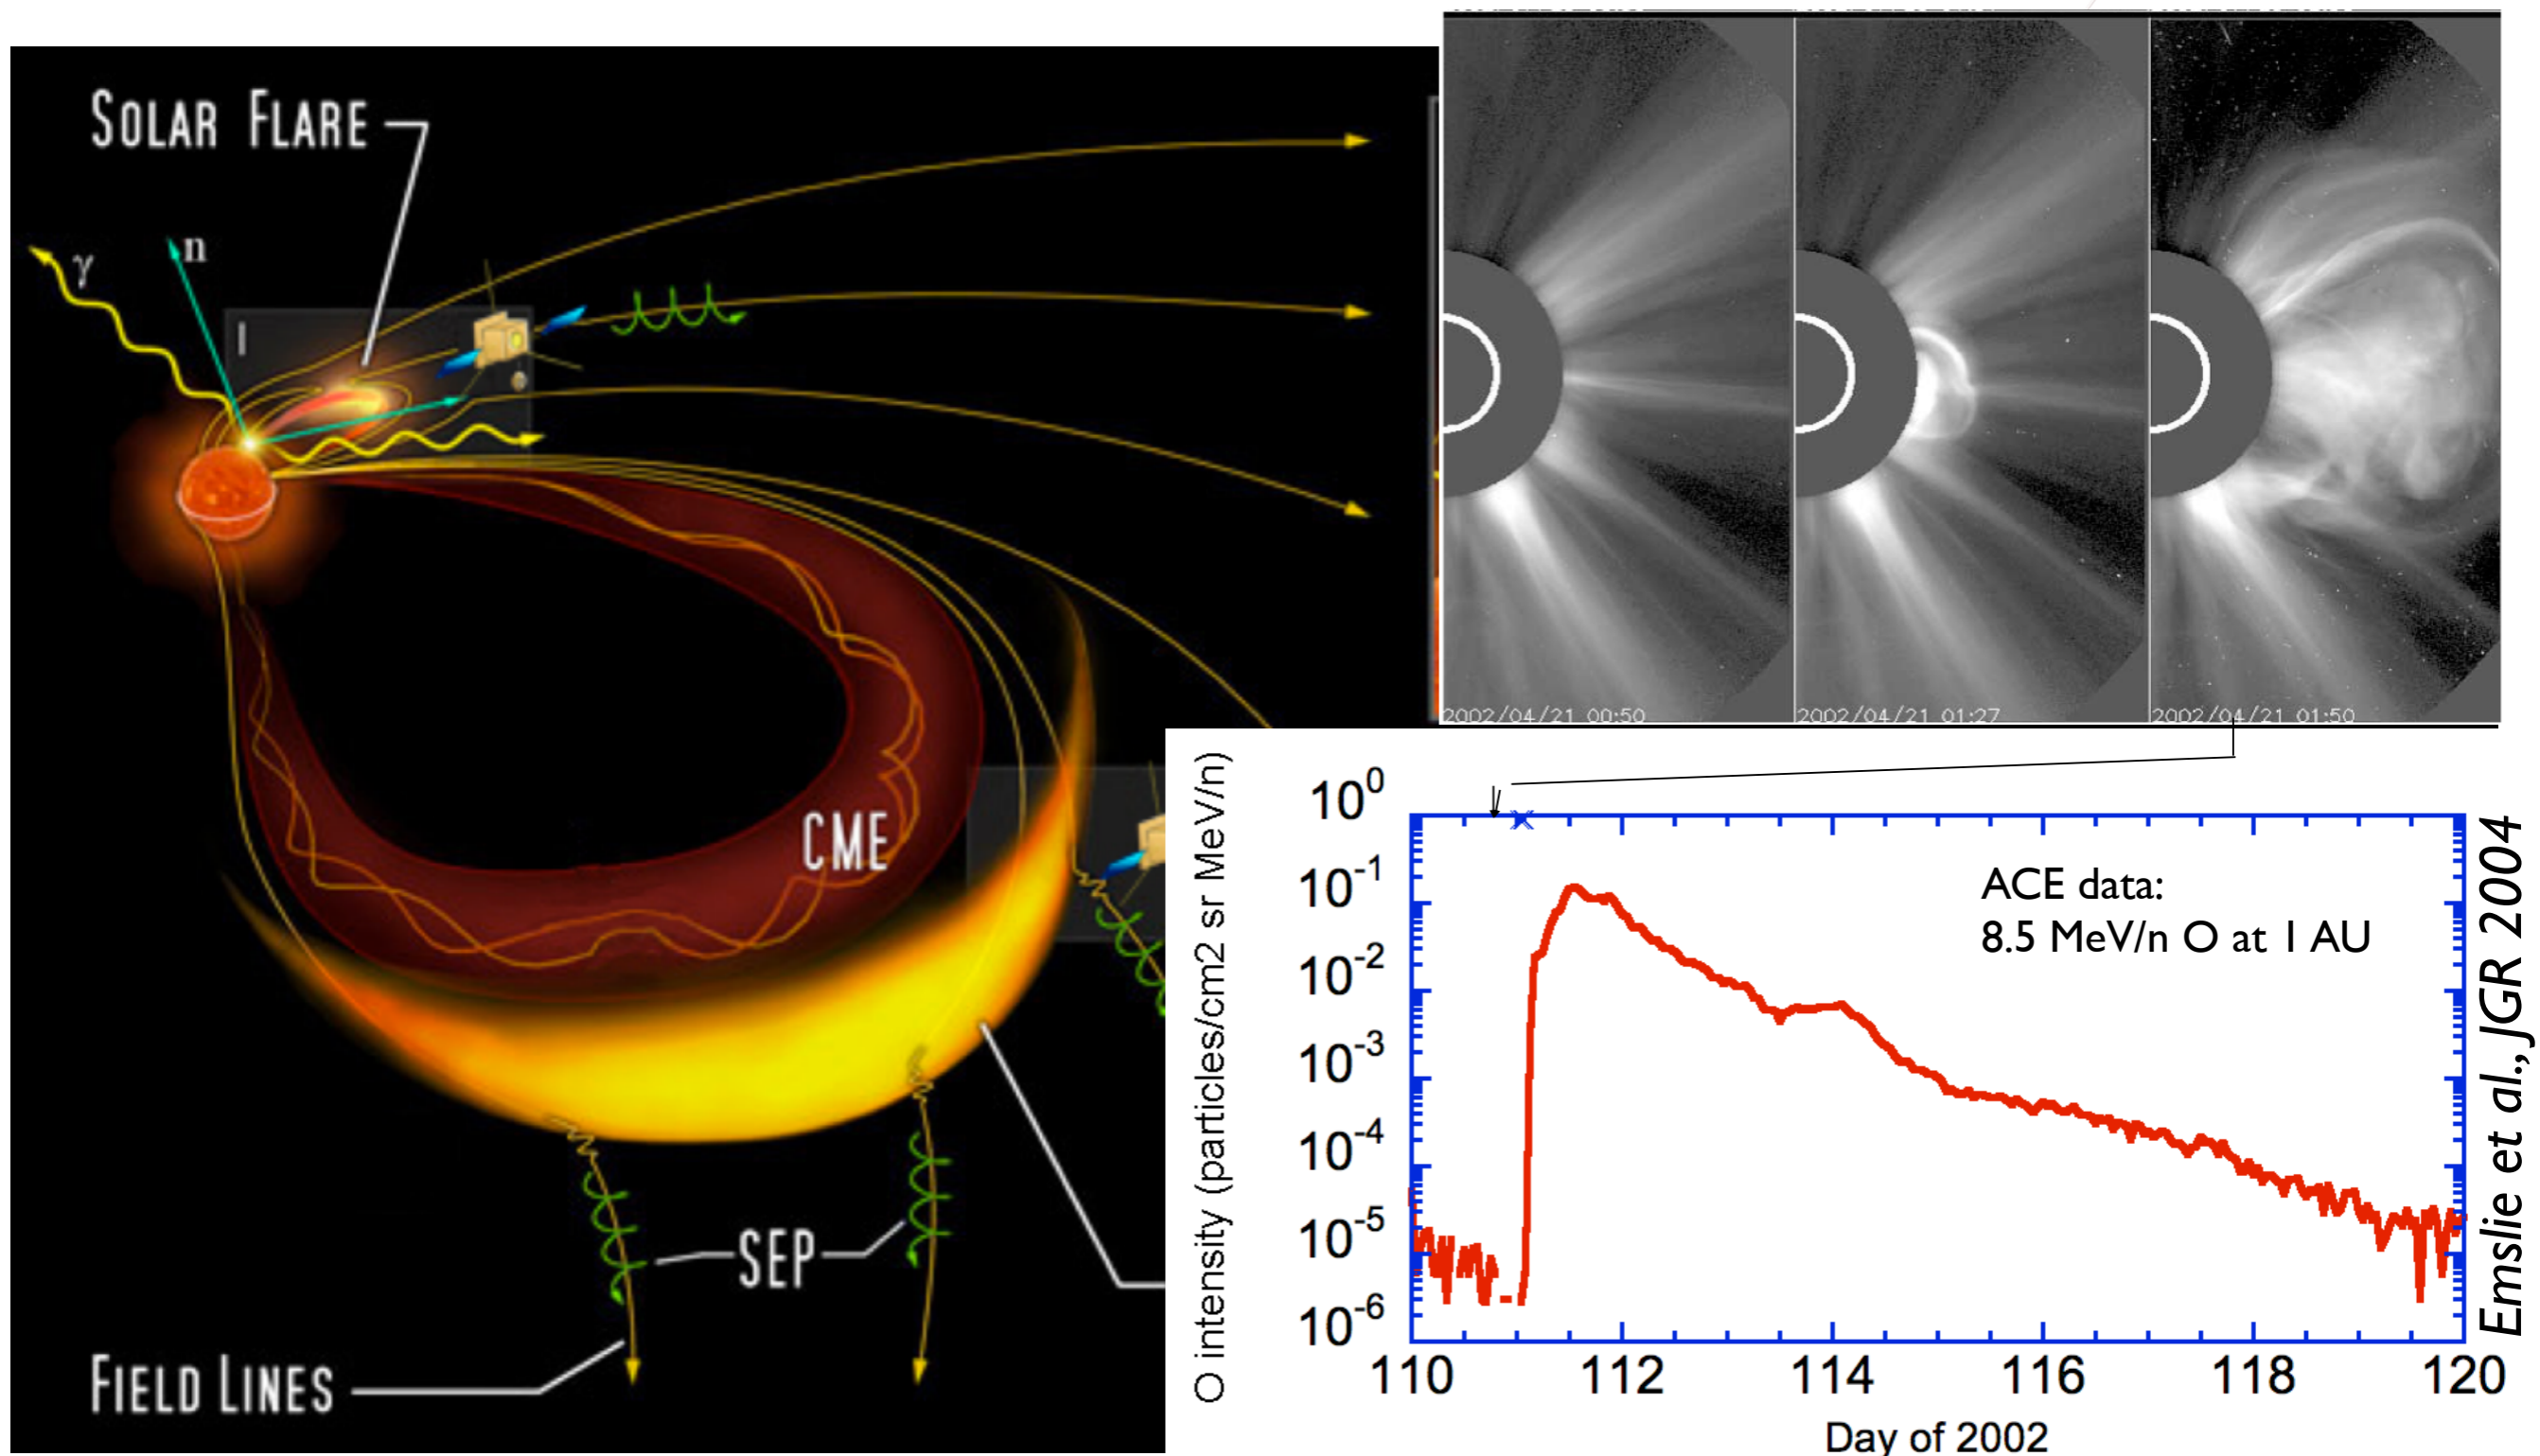 SOLAR FLARE
γ
n
I
CME
SEP
FIELD LINES
2002/04/21 00:50
2002/04/21 01:27
2002/04/21 01:50
O intensity (particles/cm2 sr MeV/n)
10⁰
10⁻¹
10⁻²
10⁻³
10⁻⁴
10⁻⁵
10⁻⁶
ACE data:
8.5 MeV/n O at 1 AU
110 112 114 116 118 120
Day of 2002
Emslie et al., JGR 2004